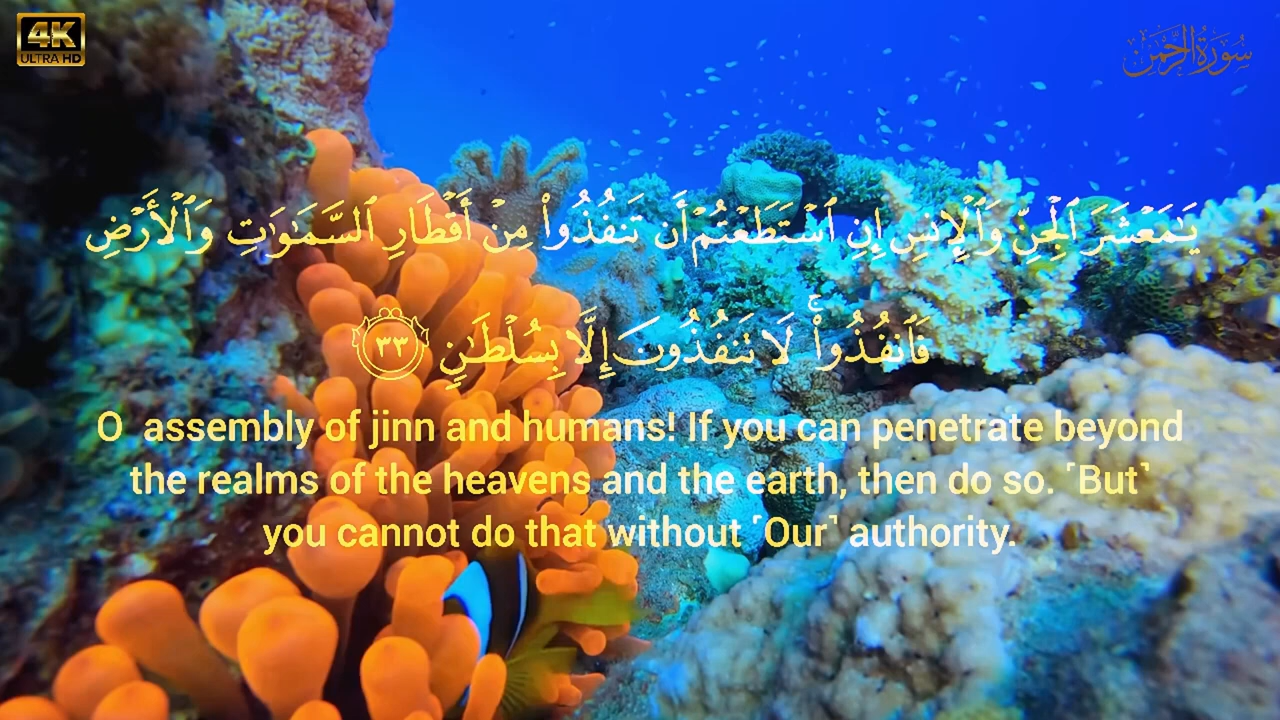 4K
ULTRA HD
سُورَةُ الرَّحْمَٰن
يَـٰمَعْشَرَ ٱلْجِنِّ وَٱلْإِنسِ إِنِ ٱسْتَطَعْتُمْ أَن تَنفُذُوا۟ مِنْ أَقْطَارِ ٱلسَّمَـٰوَٰتِ وَٱلْأَرْضِ
فَٱنفُذُوا۟ ۚ لَا تَنفُذُونَ إِلَّا بِسُلْطَـٰنٍ ٣٣
O assembly of jinn and humans! If you can penetrate beyond
the realms of the heavens and the earth, then do so. ˹But˺
you cannot do that without ˹Our˺ authority.